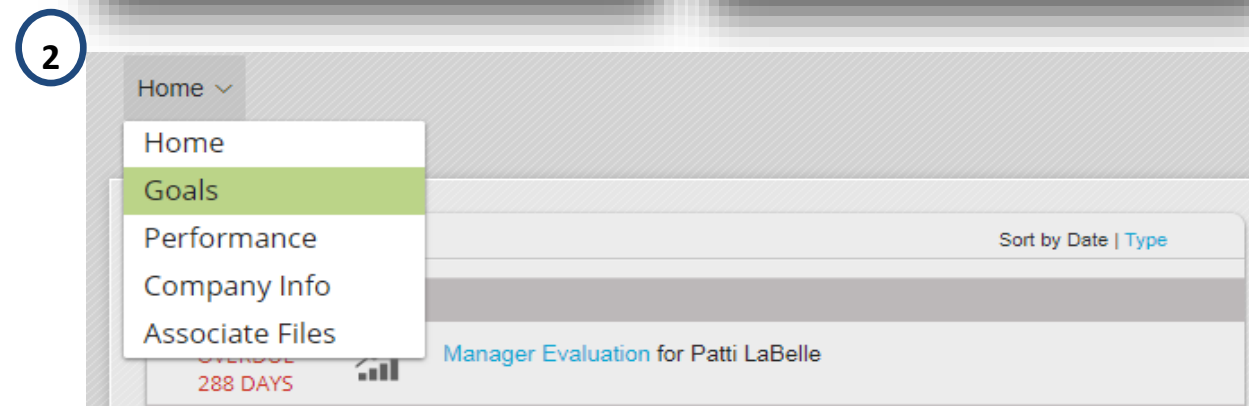 2
Home
Home
Goals
Performance
Company Info
Associate Files
Sort by Date | Type
OVERDUE
288 DAYS
Manager Evaluation for Patti LaBelle